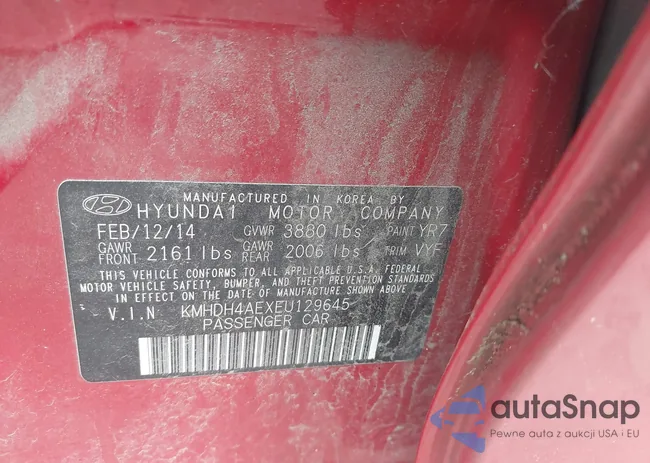 MANUFACTURED IN KOREA BY
HYUNDAI MOTOR COMPANY
FEB/12/14 GVWR 3880 lbs PAINT YR7
GAWR FRONT 2161 lbs GAWR REAR 2006 lbs TRIM VYF
THIS VEHICLE CONFORMS TO ALL APPLICABLE U.S.A. FEDERAL
MOTOR VEHICLE SAFETY, BUMPER, AND THEFT PREVENTION STANDARDS
IN EFFECT ON THE DATE OF MANUFACTURE SHOWN ABOVE
V.I.N KMHDH4AEXEU129645
PASSENGER CAR
autaSnap
Pewne auta z aukcji USA i EU